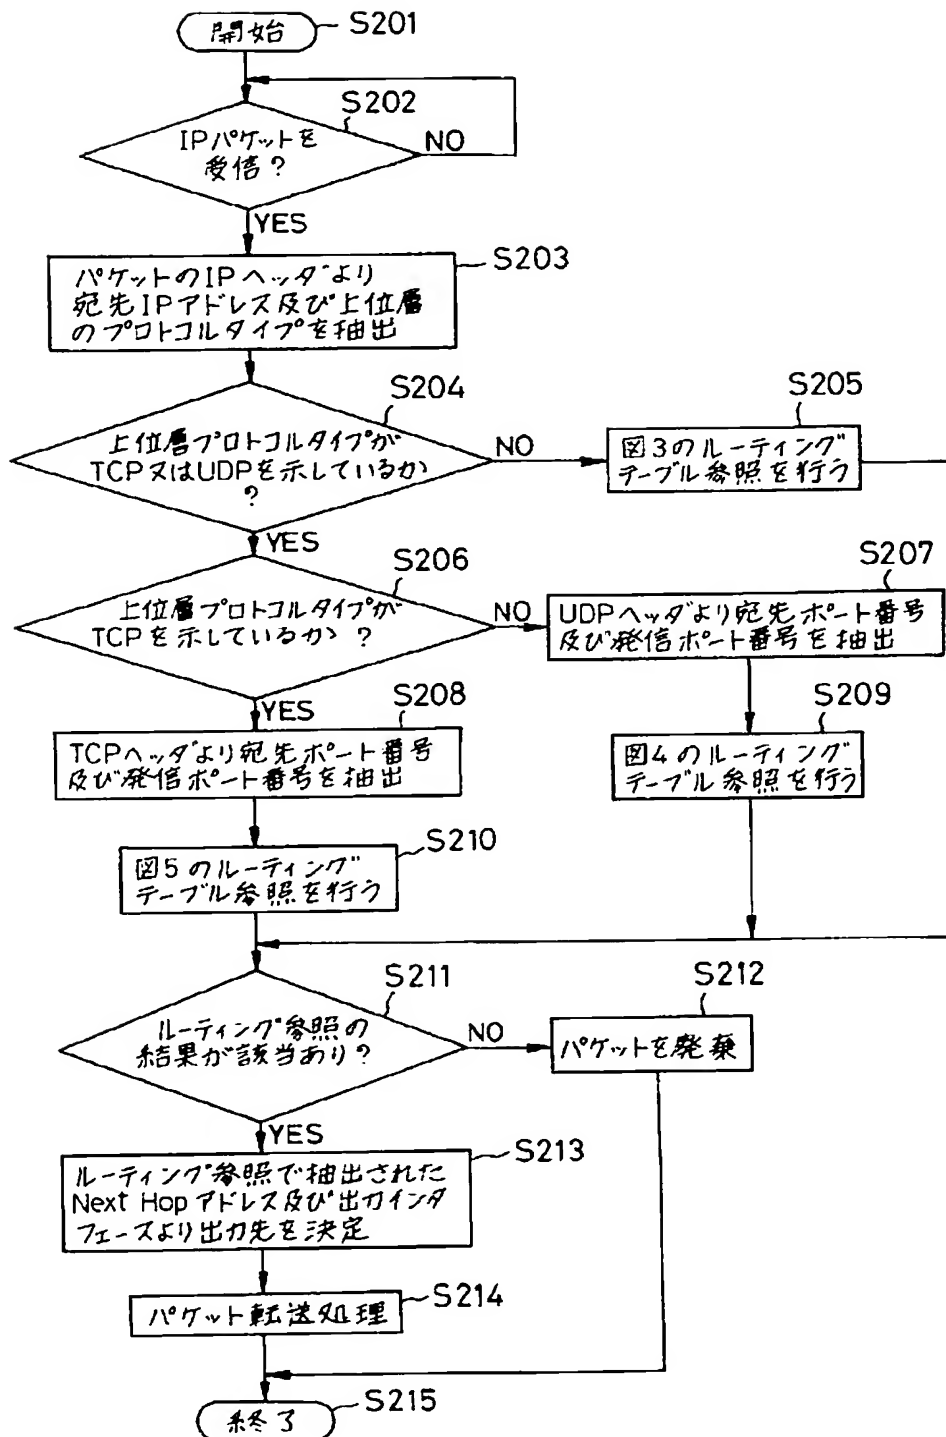 開始
S201
S202
IPパケットを
受信?
NO
YES
S203
パケットのIPヘッダより
宛先IPアドレス及び上位層
のプロトコルタイプを抽出
S204
上位層プロトコルタイプが
TCP又はUDPを示しているか
?
NO
S205
図3のルーティング
テーブル参照を行う
YES
S206
上位層プロトコルタイプが
TCPを示しているか?
NO
S207
UDPヘッダより宛先ポート番号
及び発信ポート番号を抽出
YES
S208
TCPヘッダより宛先ポート番号
及び発信ポート番号を抽出
S209
図4のルーティング
テーブル参照を行う
S210
図5のルーティング
テーブル参照を行う
S211
ルーティング参照の
結果が該当あり?
NO
S212
パケットを廃棄
YES
S213
ルーティング参照で抽出された
Next Hopアドレス及び出力インタ
フェースより出力先を決定
S214
パケット転送処理
S215
終了